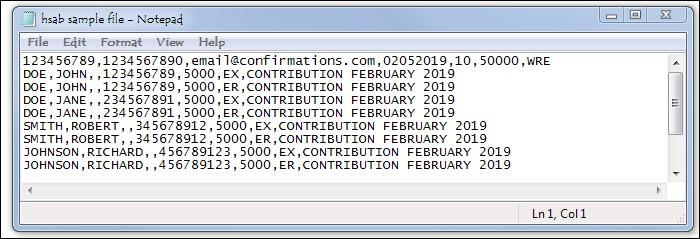 hsab sample file - Notepad
File Edit Format View Help
123456789,1234567890,email@confirmations.com,02052019,10,50000,WRE
DOE,JOHN,,123456789,5000,EX,CONTRIBUTION FEBRUARY 2019
DOE,JOHN,,123456789,5000,ER,CONTRIBUTION FEBRUARY 2019
DOE,JANE,,234567891,5000,EX,CONTRIBUTION FEBRUARY 2019
DOE,JANE,,234567891,5000,ER,CONTRIBUTION FEBRUARY 2019
SMITH,ROBERT,,345678912,5000,EX,CONTRIBUTION FEBRUARY 2019
SMITH,ROBERT,,345678912,5000,ER,CONTRIBUTION FEBRUARY 2019
JOHNSON,RICHARD,,456789123,5000,EX,CONTRIBUTION FEBRUARY 2019
JOHNSON,RICHARD,,456789123,5000,ER,CONTRIBUTION FEBRUARY 2019
Ln 1, Col 1